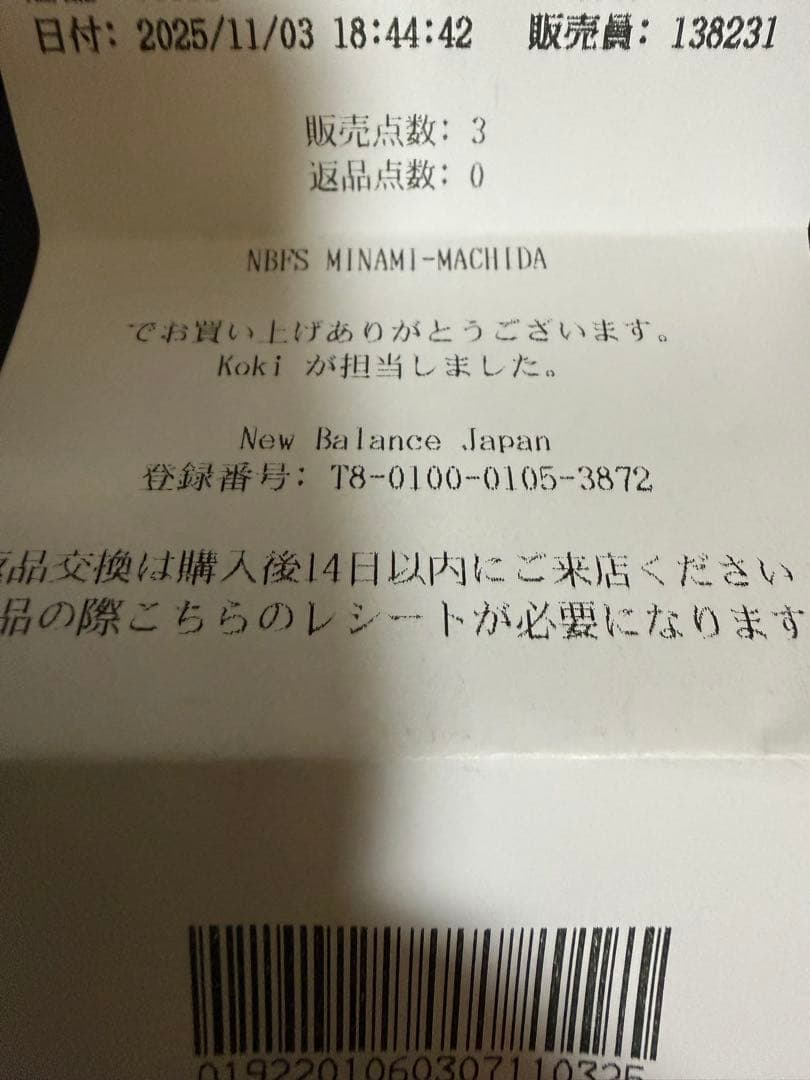 日付: 2025/11/03 18:44:42 販売員: 138231
販売点数: 3
返品点数: 0
NBFS MINAMI-MACHIDA
でお買い上げありがとうございます。
Koki が担当しました。
New Balance Japan
登録番号: T8-0100-0105-3872
返品交換は購入後14日以内にご来店ください
品の際こちらのレシートが必要になります
0192201060307110325